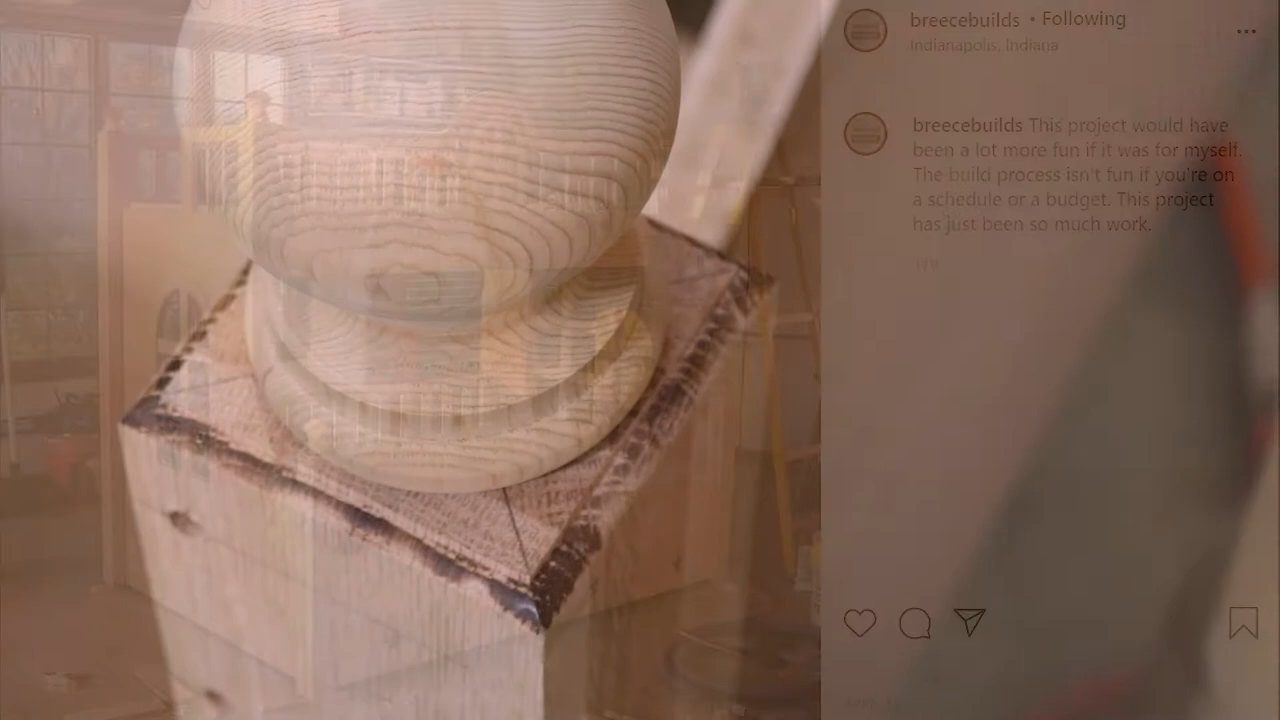 breecebuilds • Following
Indianapolis, Indiana
breecebuilds This project would have
been a lot more fun if it was for myself.
The build process isn't fun if you're on
a schedule or a budget. This project
has just been so much work.